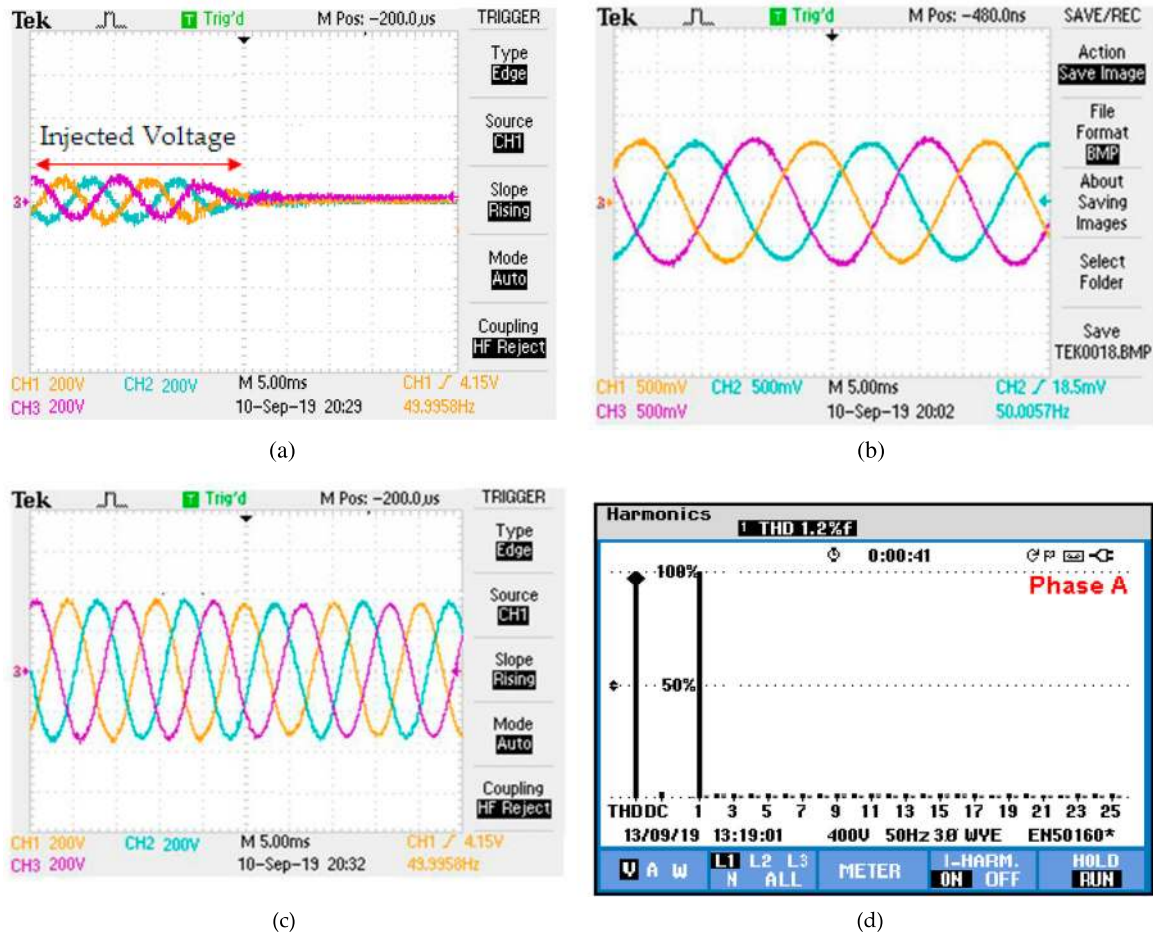 Tek Trig'd M Pos: -200.0us TRIGGER
Type
Edge
Injected Voltage
Source
CH1
3
Slope
Rising
Mode
Auto
Coupling
HF Reject
CH1 200V CH2 200V M 5.00ms CH1 4.15V
CH3 200V 10-Sep-19 20:29 49.9958Hz
(a)
Tek Trig'd M Pos: -480.0ns SAVE/REC
Action
Save Image
File
Format
BMP
About
Saving
Images
3
Select
Folder
Save
TEK0018.BMP
CH1 500mV CH2 500mV M 5.00ms CH2 18.5mV
CH3 500mV 10-Sep-19 20:02 50.0057Hz
(b)
Tek Trig'd M Pos: -200.0us TRIGGER
Type
Edge
Source
CH1
3
Slope
Rising
Mode
Auto
Coupling
HF Reject
CH1 200V CH2 200V M 5.00ms CH1 4.15V
CH3 200V 10-Sep-19 20:32 49.9958Hz
(c)
Harmonics
1 THD 1.2%f
0:00:41
100%
Phase A
50%
THD DC 1 3 5 7 9 11 13 15 17 19 21 23 25
13/09/19 13:19:01 400V 50Hz 3Ø WYE EN50160*
V A W L1 L2 L3 METER I-HARM. HOLD
N ALL ON OFF RUN
(d)